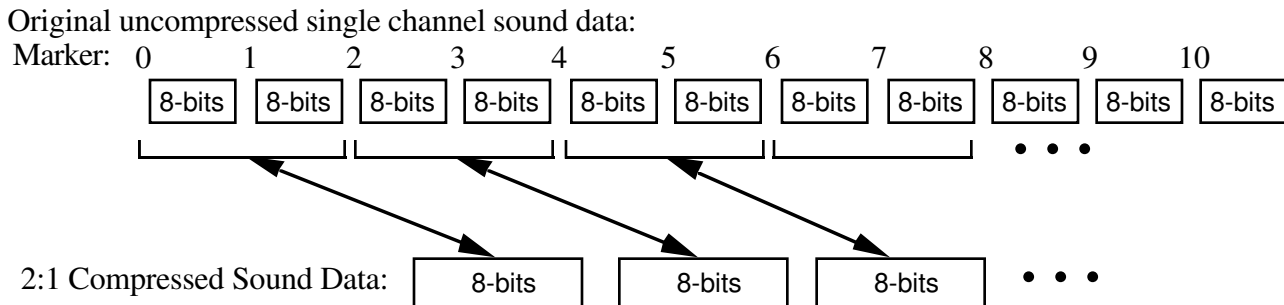 Original uncompressed single channel sound data:
Marker: 0 1 2 3 4 5 6 7 8 9 10
8-bits 8-bits 8-bits 8-bits 8-bits 8-bits 8-bits 8-bits 8-bits 8-bits 8-bits
• • •
2:1 Compressed Sound Data: 8-bits 8-bits 8-bits • • •